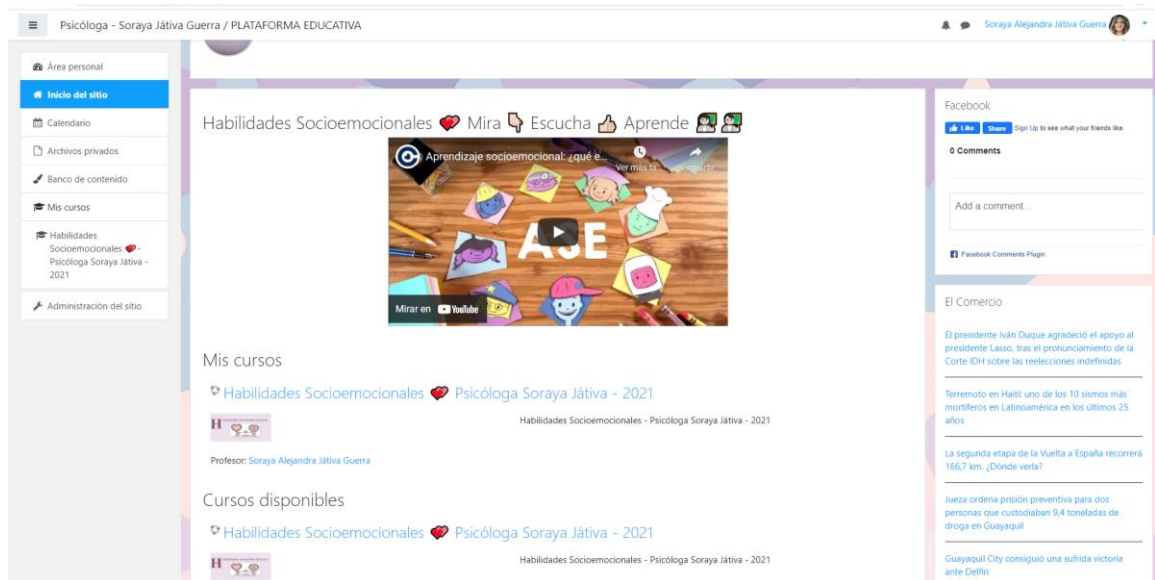 Psicóloga - Soraya Játiva Guerra / PLATAFORMA EDUCATIVA
Soraya Alejandra Játiva Guerra
Área personal
Inicio del sitio
Calendario
Archivos privados
Banco de contenido
Mis cursos
Habilidades
Socioemocionales ❤ -
Psicóloga Soraya Játiva -
2021
Administración del sitio
Habilidades Socioemocionales ❤ Mira 👇 Escucha 👍 Aprende 👩‍🏫 👩‍🏫
Aprendizaje socioemocional: ¿qué e...
Ver más ta...
Compartir
ASE
Mirar en YouTube
Mis cursos
Habilidades Socioemocionales ❤ Psicóloga Soraya Játiva - 2021
H
Habilidades Socioemocionales - Psicóloga Soraya Játiva - 2021
Profesor: Soraya Alejandra Játiva Guerra
Cursos disponibles
Habilidades Socioemocionales ❤ Psicóloga Soraya Játiva - 2021
H
Habilidades Socioemocionales - Psicóloga Soraya Játiva - 2021
Facebook
Like Share Sign Up to see what your friends like.
0 Comments
Add a comment...
Facebook Comments Plugin
El Comercio
El presidente Iván Duque agradeció el apoyo al
presidente Lasso, tras el pronunciamiento de la
Corte IDH sobre las reelecciones indefinidas
Terremoto en Haití: uno de los 10 sismos más
mortíferos en Latinoamérica en los últimos 25
años
La segunda etapa de la Vuelta a España recorrerá
166,7 km. ¿Dónde verla?
Jueza ordena prisión preventiva para dos
personas que custodiaban 9,4 toneladas de
droga en Guayaquil
Guayaquil City consiguió una sufrida victoria
ante Delfín